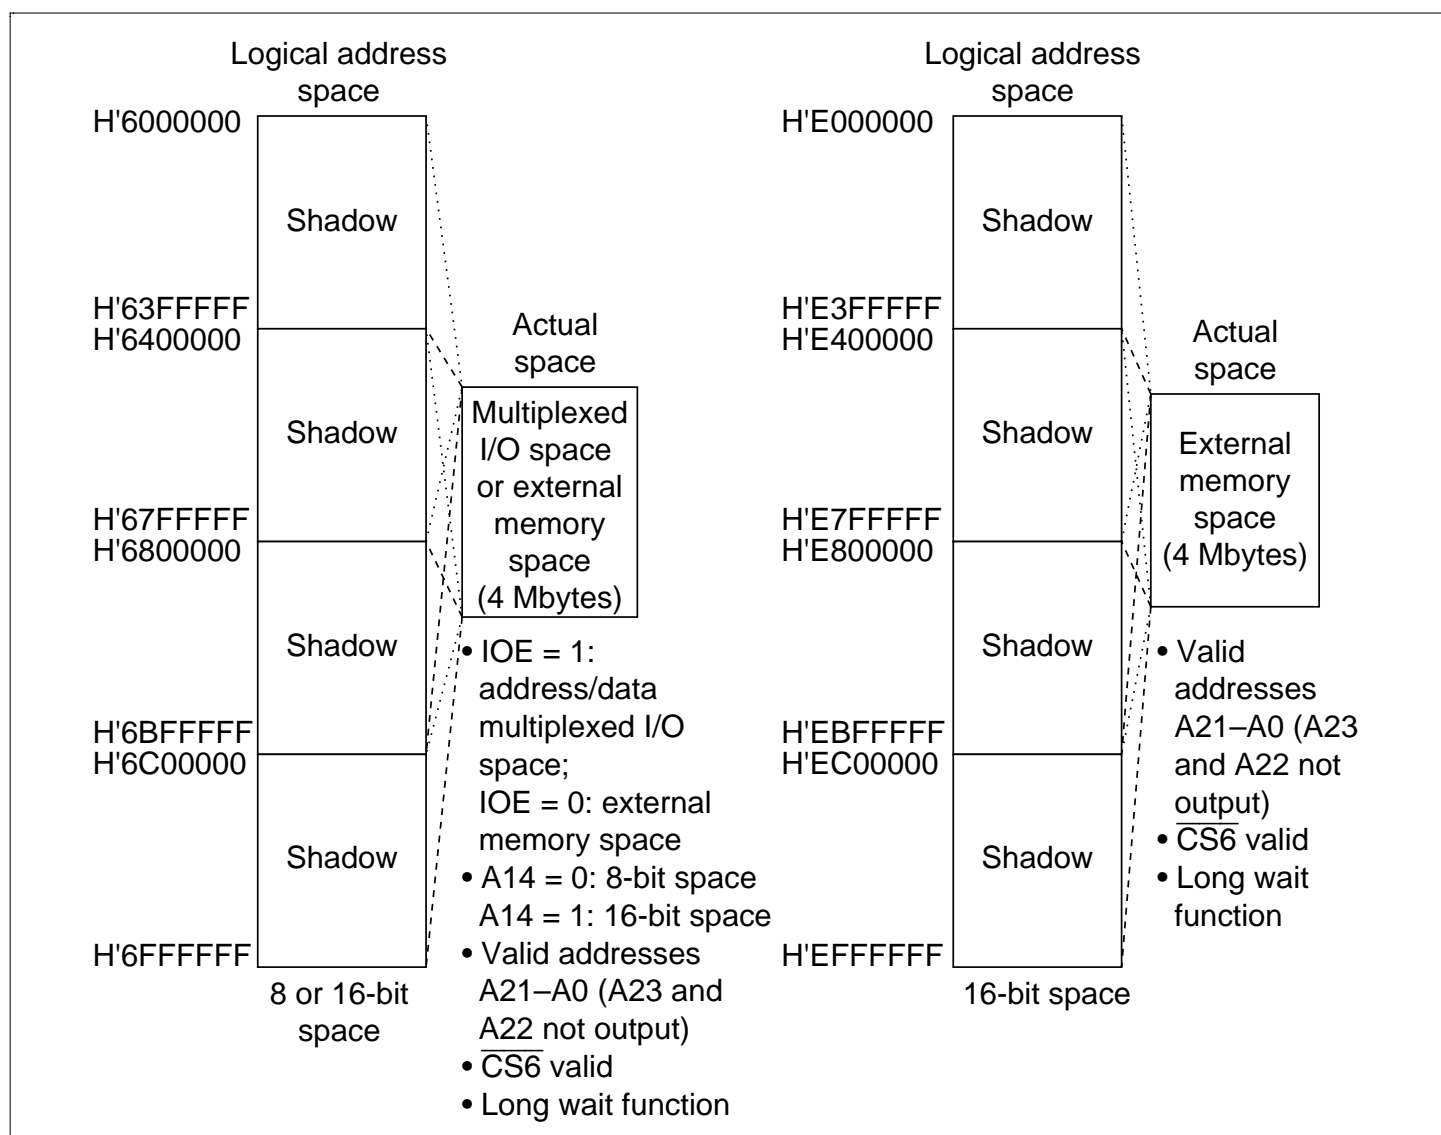 Logical address
space
H'6000000
Shadow
H'63FFFFF
H'6400000
Shadow
H'67FFFFF
H'6800000
Shadow
H'6BFFFFF
H'6C00000
Shadow
H'6FFFFFF
8 or 16-bit
space
Actual
space
Multiplexed
I/O space
or external
memory
space
(4 Mbytes)
• IOE = 1:
address/data
multiplexed I/O
space;
IOE = 0: external
memory space
• A14 = 0: 8-bit space
A14 = 1: 16-bit space
• Valid addresses
A21–A0 (A23 and
A22 not output)
• C̅S̅6̅ valid
• Long wait function
Logical address
space
H'E000000
Shadow
H'E3FFFFF
H'E400000
Shadow
H'E7FFFFF
H'E800000
Shadow
H'EBFFFFF
H'EC00000
Shadow
H'EFFFFFF
16-bit space
Actual
space
External
memory
space
(4 Mbytes)
• Valid
addresses
A21–A0 (A23
and A22 not
output)
• C̅S̅6̅ valid
• Long wait
function